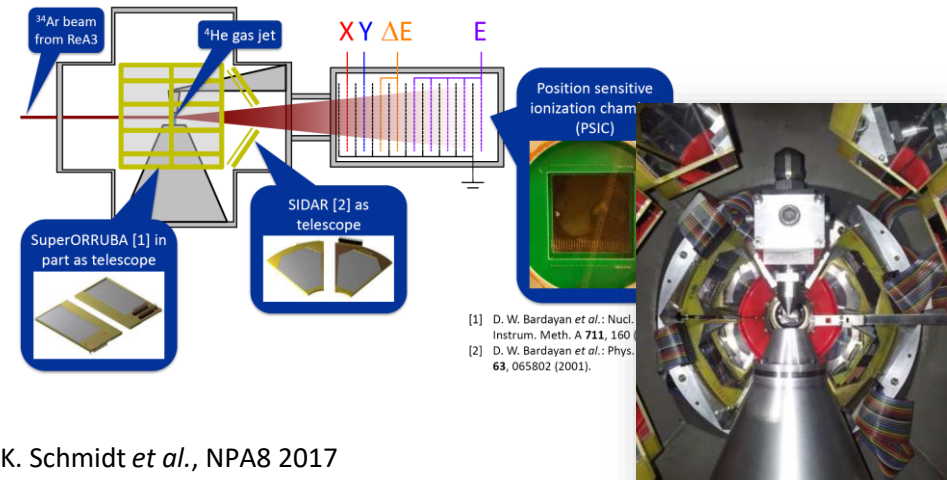 ³⁴Ar beam
from ReA3
⁴He gas jet
X Y ΔE E
Position sensitive
ionization cham
(PSIC)
SIDAR [2] as
telescope
SuperORRUBA [1] in
part as telescope
[1] D. W. Bardayan et al.: Nucl.
Instrum. Meth. A 711, 160 (
[2] D. W. Bardayan et al.: Phys.
63, 065802 (2001).
K. Schmidt et al., NPA8 2017